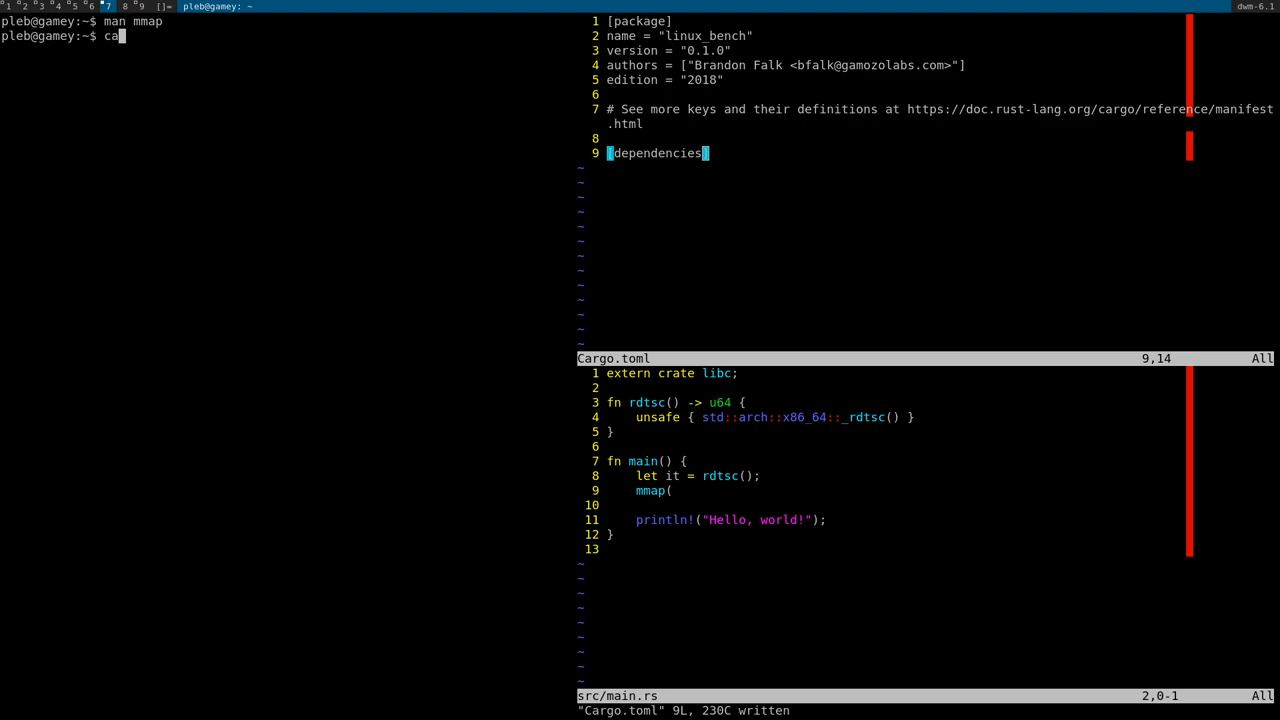 1 2 3 4 5 6 7 8 9 []= pleb@gamey: ~ dwm-6.1
pleb@gamey:~$ man mmap
pleb@gamey:~$ ca
1 [package]
2 name = "linux_bench"
3 version = "0.1.0"
4 authors = ["Brandon Falk <bfalk@gamozolabs.com>"]
5 edition = "2018"
6
7 # See more keys and their definitions at https://doc.rust-lang.org/cargo/reference/manifest
.html
8
9 [dependencies]
~
~
~
~
~
~
~
~
~
~
~
~
~
Cargo.toml 9,14 All
1 extern crate libc;
2
3 fn rdtsc() -> u64 {
4     unsafe { std::arch::x86_64::_rdtsc() }
5 }
6
7 fn main() {
8     let it = rdtsc();
9     mmap(
10
11     println!("Hello, world!");
12 }
13
~
~
~
~
~
~
~
~
~
src/main.rs 2,0-1 All
"Cargo.toml" 9L, 230C written